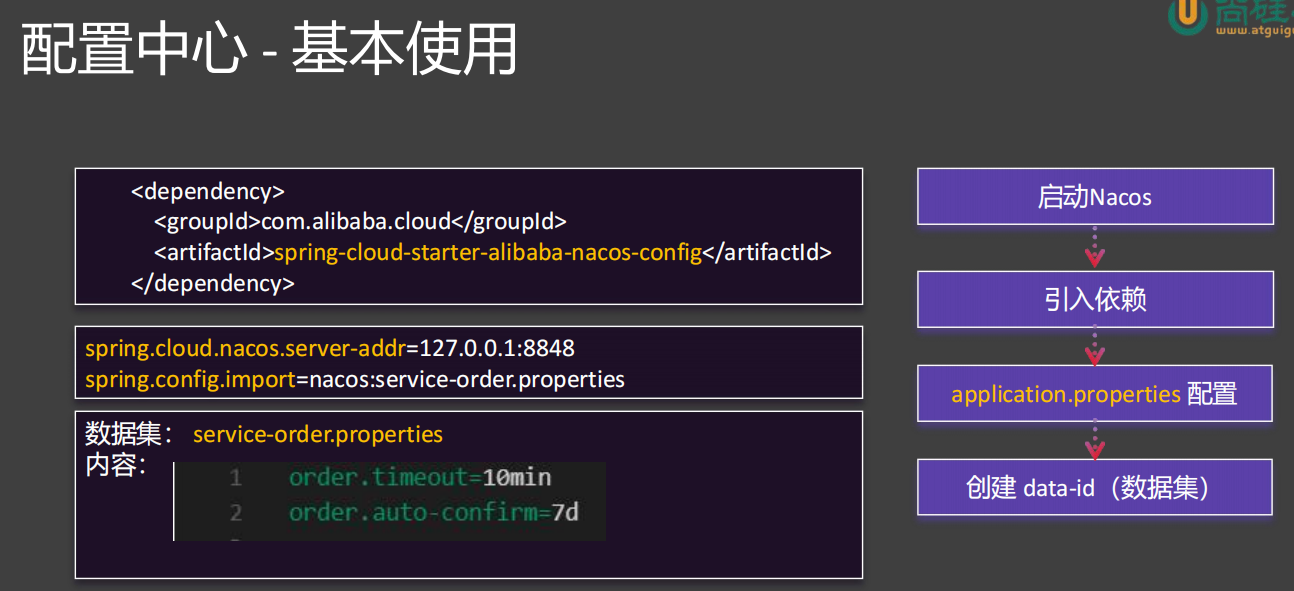 配置中心 - 基本使用
www.atguig
<dependency>
<groupId>com.alibaba.cloud</groupId>
<artifactId>spring-cloud-starter-alibaba-nacos-config</artifactId>
</dependency>
spring.cloud.nacos.server-addr=127.0.0.1:8848
spring.config.import=nacos:service-order.properties
数据集： service-order.properties
内容：
1 order.timeout=10min
2 order.auto-confirm=7d
启动Nacos
引入依赖
application.properties 配置
创建 data-id（数据集）